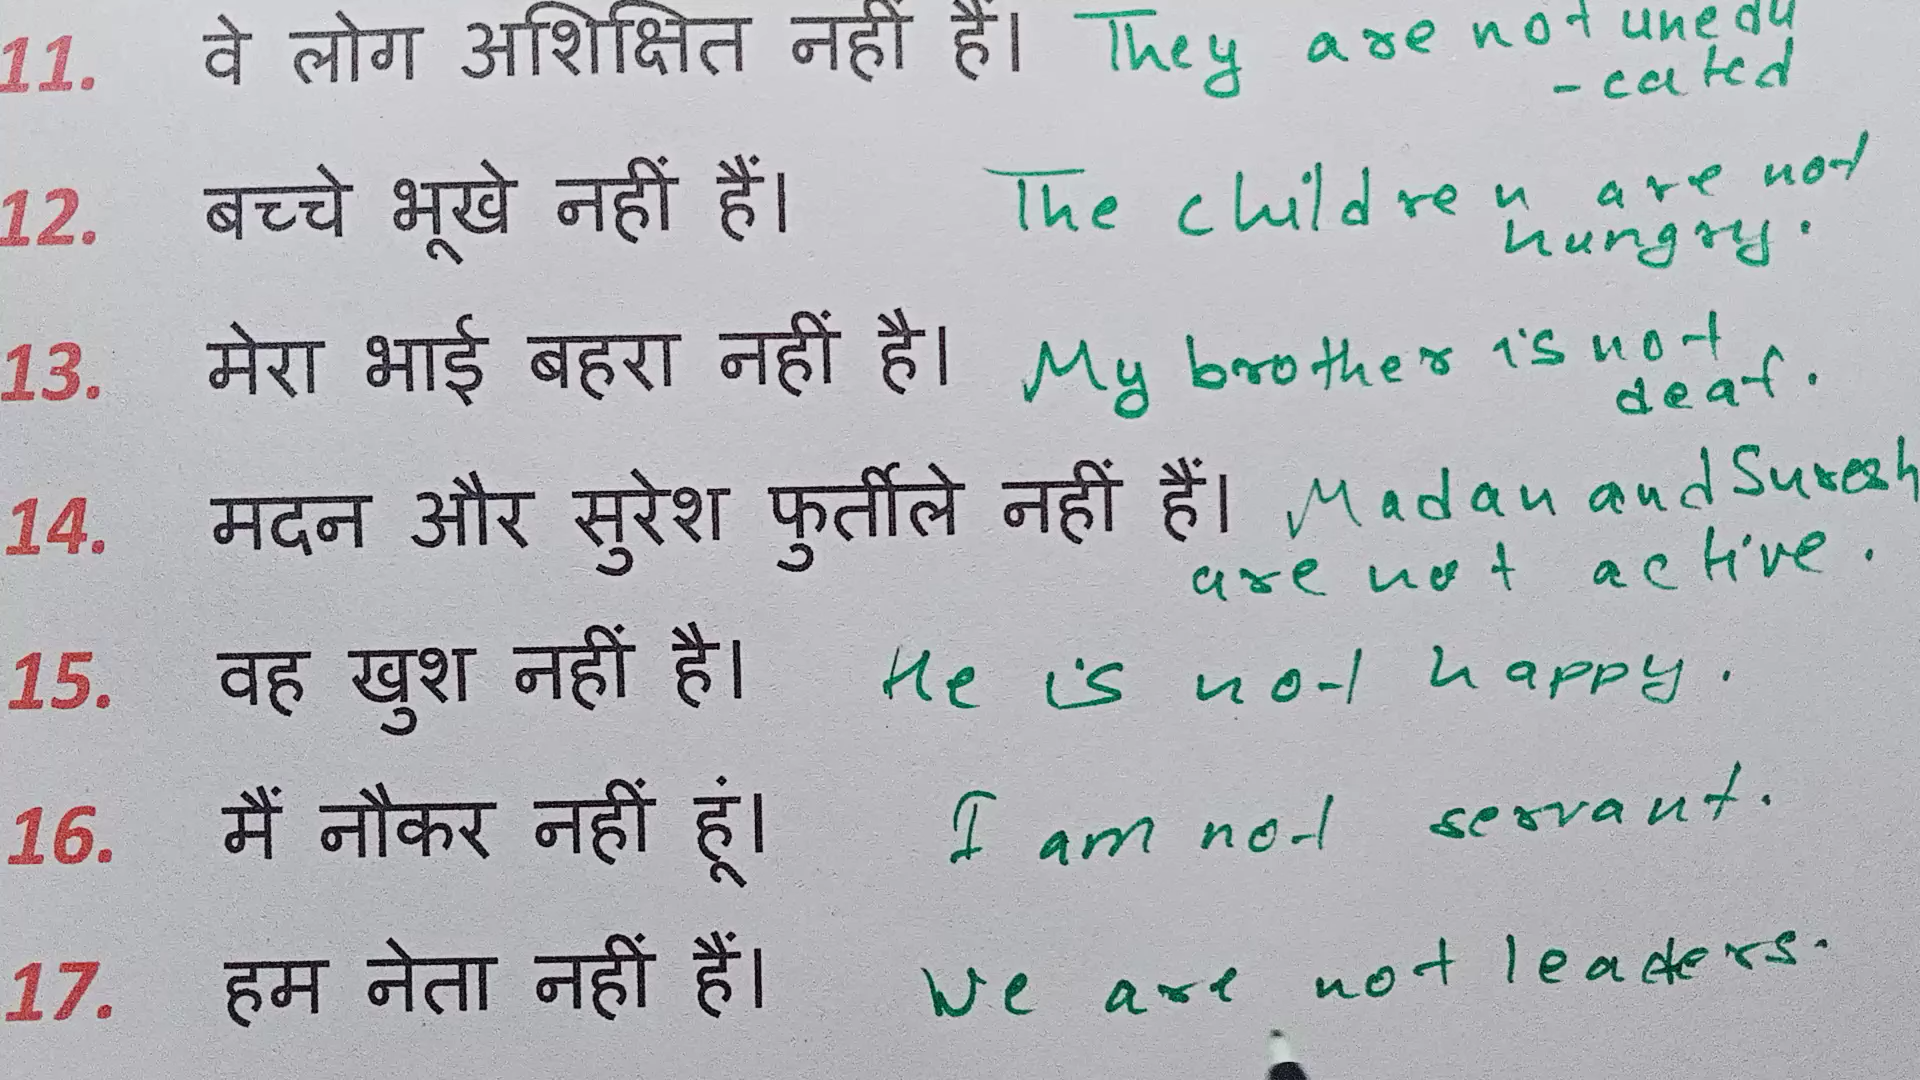 11. वे लोग अशिक्षित नहीं हैं। They are not unedu
-cated
12. बच्चे भूखे नहीं हैं। The children are not
hungry.
13. मेरा भाई बहरा नहीं है। My brother is not
deaf.
14. मदन और सुरेश फुर्तीले नहीं हैं। Madan and Suresh
are not active.
15. वह खुश नहीं है। He is not happy.
16. मैं नौकर नहीं हूं। I am not servant.
17. हम नेता नहीं हैं। We are not leaders.